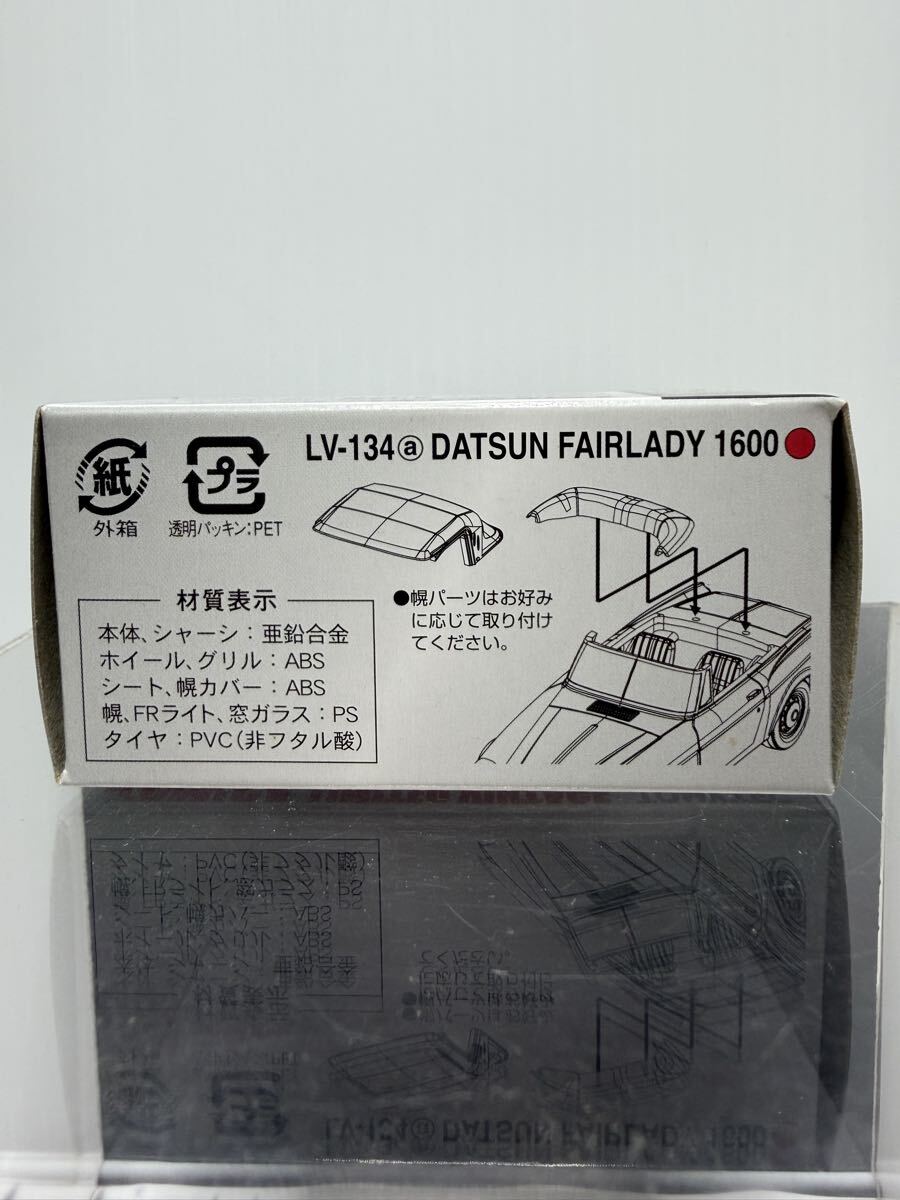 LV-134ⓐ DATSUN FAIRLADY 1600
紙
外箱
プラ
透明パッキン:PET
材質表示
本体、シャーシ:亜鉛合金
ホイール、グリル:ABS
シート、幌カバー:ABS
幌、FRライト、窓ガラス:PS
タイヤ:PVC(非フタル酸)
●幌パーツはお好み
に応じて取り付け
てください。